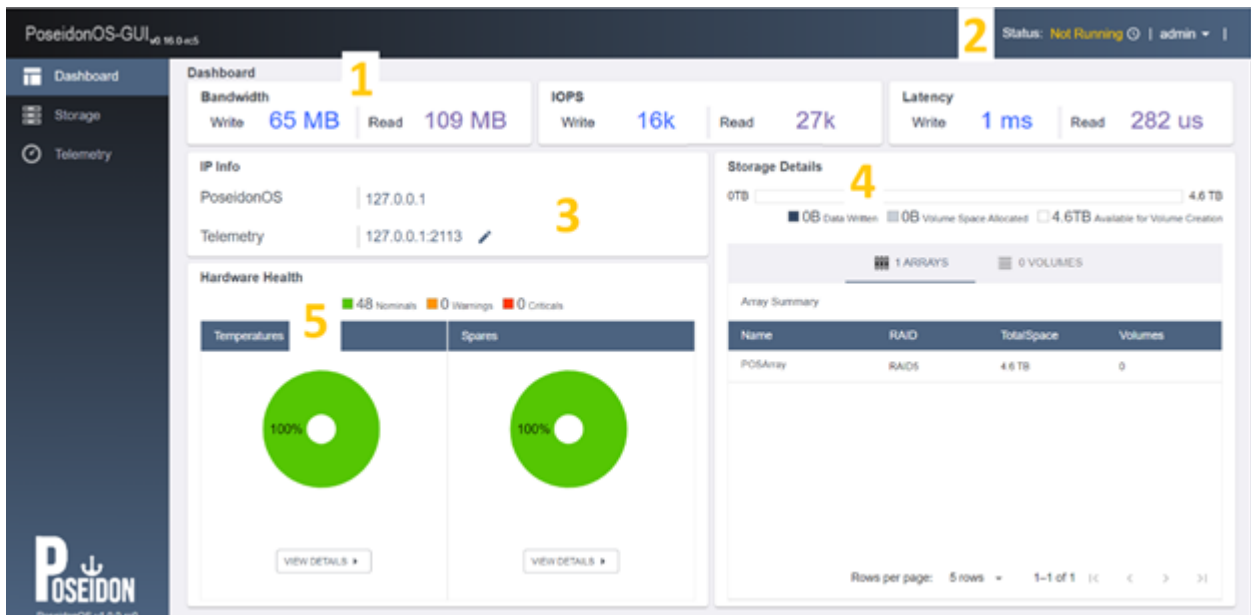 PoseidonOS-GUI v0.16.0-rc5
2 Status: Not Running | admin |
Dashboard
Storage
Telemetry
Dashboard
1
Bandwidth
Write 65 MB Read 109 MB
IOPS
Write 16k Read 27k
Latency
Write 1 ms Read 282 us
IP Info
PoseidonOS 127.0.0.1
Telemetry 127.0.0.1:2113
3
Storage Details
4
0TB 4.6 TB
0B Data Written 0B Volume Space Allocated 4.6TB Available for Volume Creation
1 ARRAYS 0 VOLUMES
Array Summary
Name RAID TotalSpace Volumes
POSArray RAID5 4.6 TB 0
Rows per page: 5 rows 1-1 of 1
Hardware Health
48 Nominals 0 Warnings 0 Criticals
5
Temperatures Spares
100% 100%
VIEW DETAILS VIEW DETAILS
POSEIDON